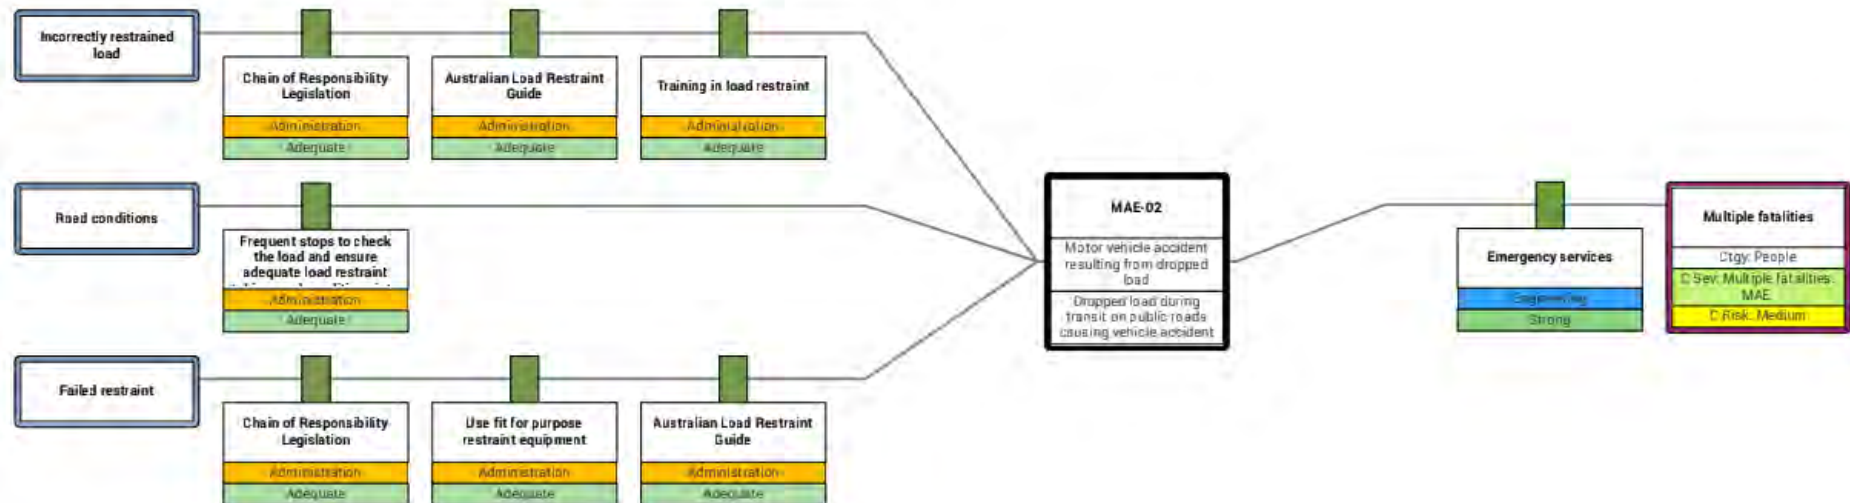 Incorrectly restrained
load
Chain of Responsibility
Legislation
Administration
Adequate
Australian Load Restraint
Guide
Administration
Adequate
Training in load restraint
Administration
Adequate
Road conditions
Frequent stops to check
the load and ensure
adequate load restraint
Administration
Adequate
Failed restraint
Chain of Responsibility
Legislation
Administration
Adequate
Use fit for purpose
restraint equipment
Administration
Adequate
Australian Load Restraint
Guide
Administration
Adequate
MAE-02
Motor vehicle accident
resulting from dropped
load
Dropped load during
transit on public roads
causing vehicle accident
Emergency services
Engineering
Strong
Multiple fatalities
Ctgy: People
C Sev: Multiple fatalities:
MAE
C Risk: Medium